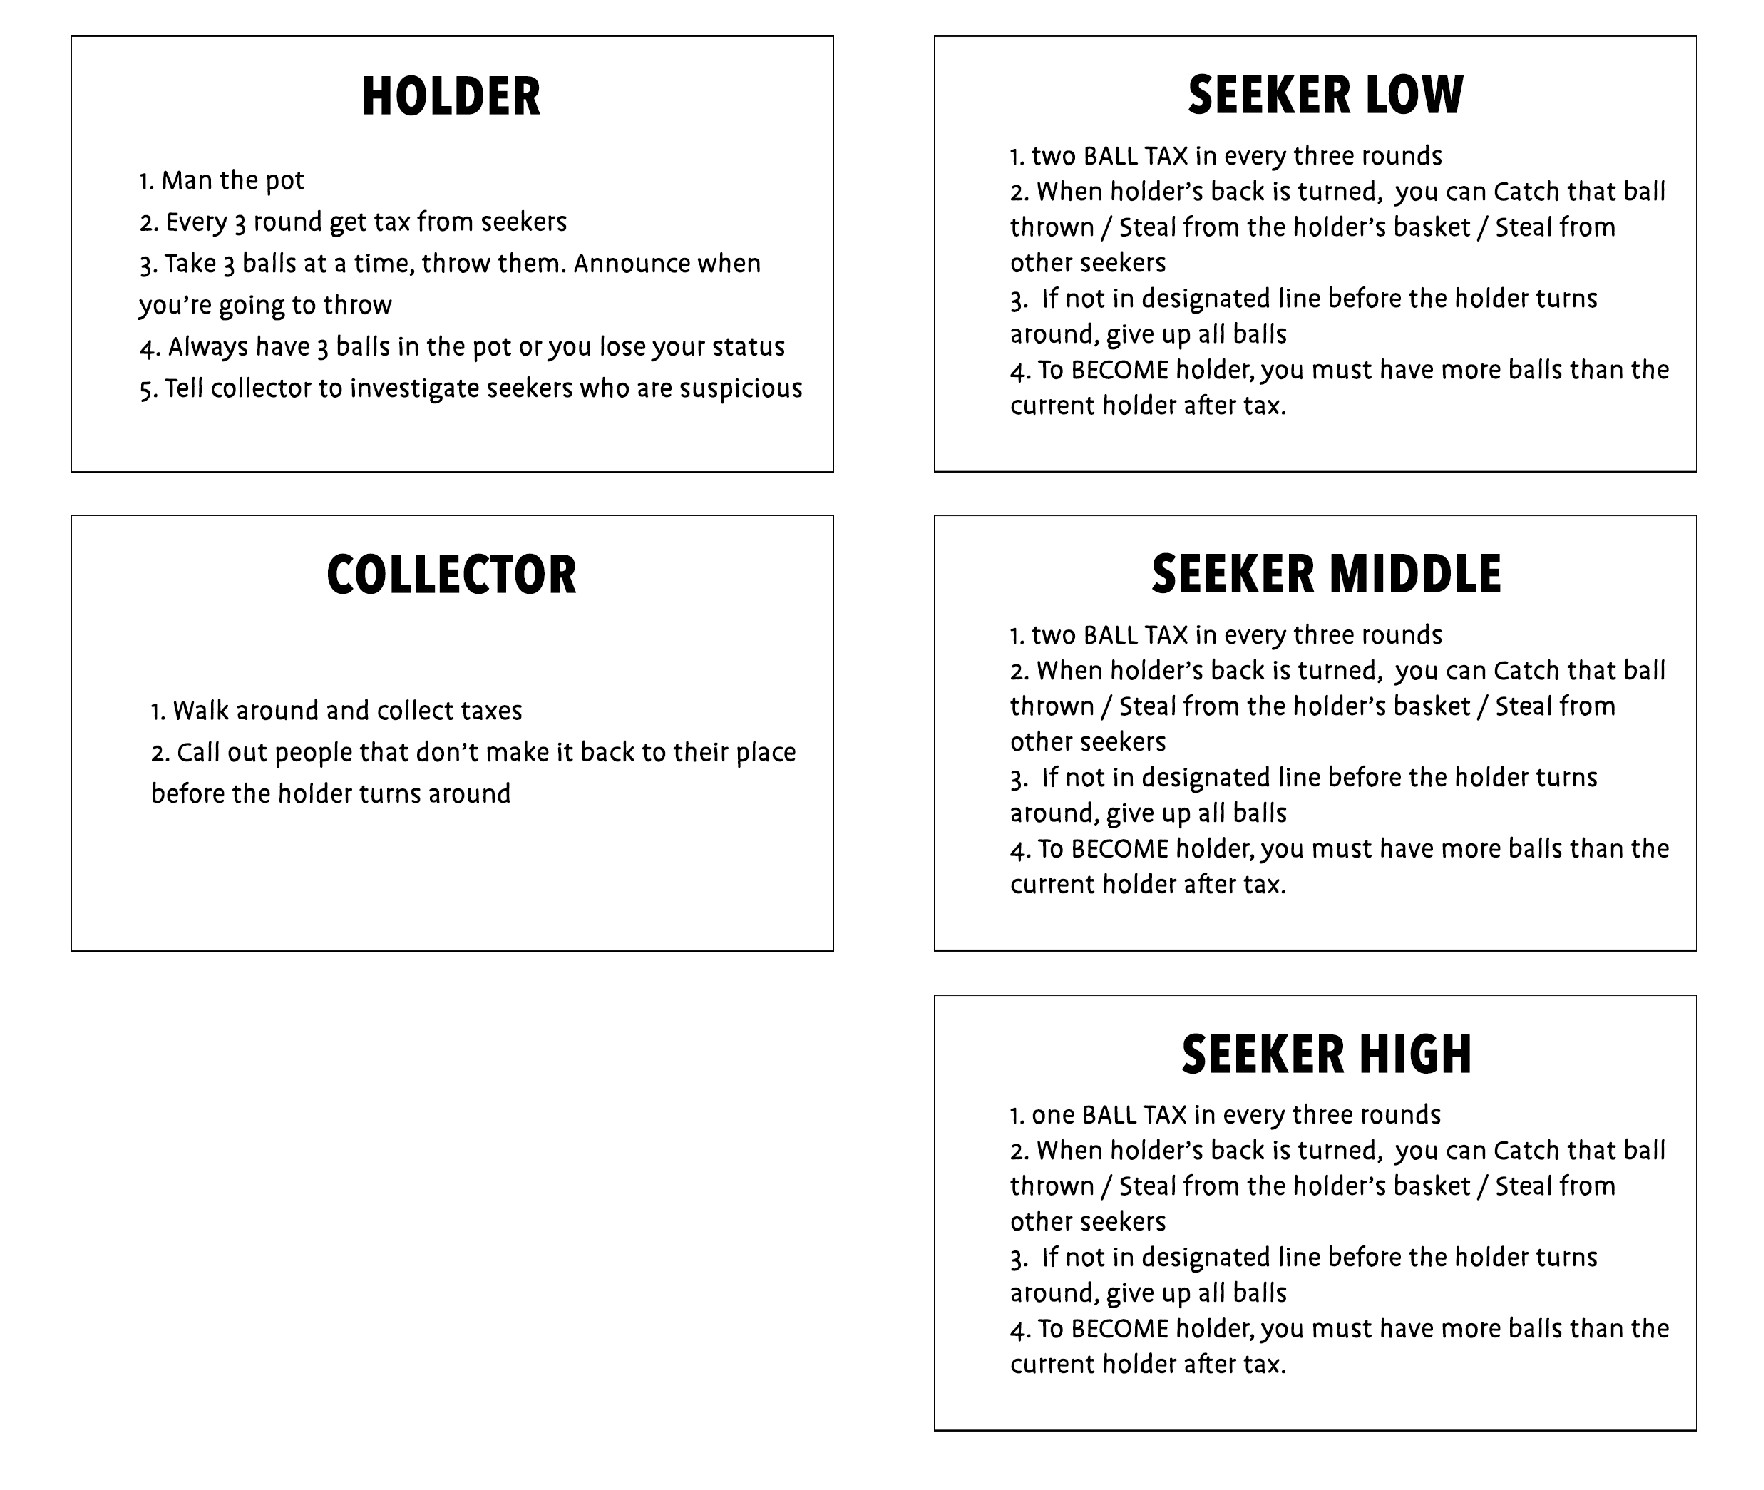 HOLDER
1. Man the pot
2. Every 3 round get tax from seekers
3. Take 3 balls at a time, throw them. Announce when
you're going to throw
4. Always have 3 balls in the pot or you lose your status
5. Tell collector to investigate seekers who are suspicious
SEEKER LOW
1. two BALL TAX in every three rounds
2. When holder's back is turned,  you can Catch that ball
thrown / Steal from the holder's basket / Steal from
other seekers
3.  If not in designated line before the holder turns
around, give up all balls
4. To BECOME holder, you must have more balls than the
current holder after tax.
COLLECTOR
1. Walk around and collect taxes
2. Call out people that don't make it back to their place
before the holder turns around
SEEKER MIDDLE
1. two BALL TAX in every three rounds
2. When holder's back is turned,  you can Catch that ball
thrown / Steal from the holder's basket / Steal from
other seekers
3.  If not in designated line before the holder turns
around, give up all balls
4. To BECOME holder, you must have more balls than the
current holder after tax.
SEEKER HIGH
1. one BALL TAX in every three rounds
2. When holder's back is turned,  you can Catch that ball
thrown / Steal from the holder's basket / Steal from
other seekers
3.  If not in designated line before the holder turns
around, give up all balls
4. To BECOME holder, you must have more balls than the
current holder after tax.